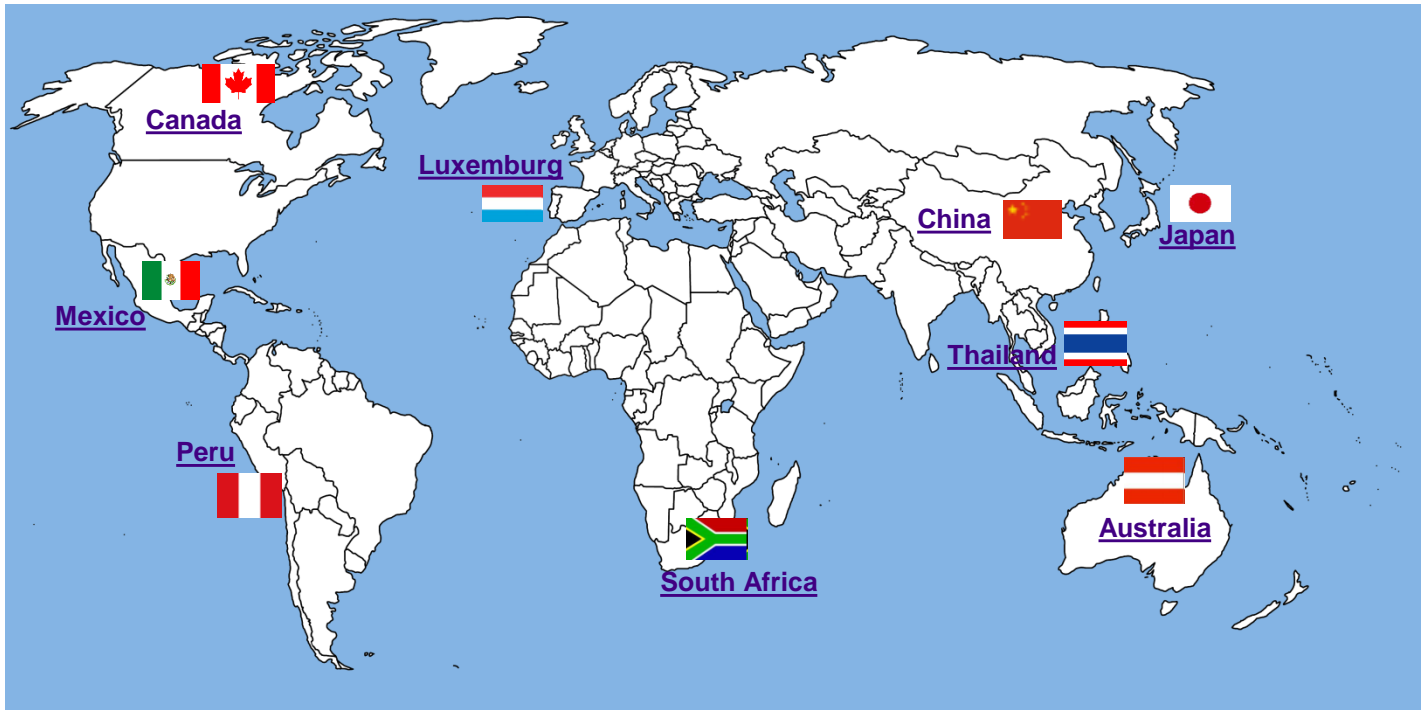 Canada
Luxemburg
China
Japan
Mexico
Thailand
Peru
Australia
South Africa